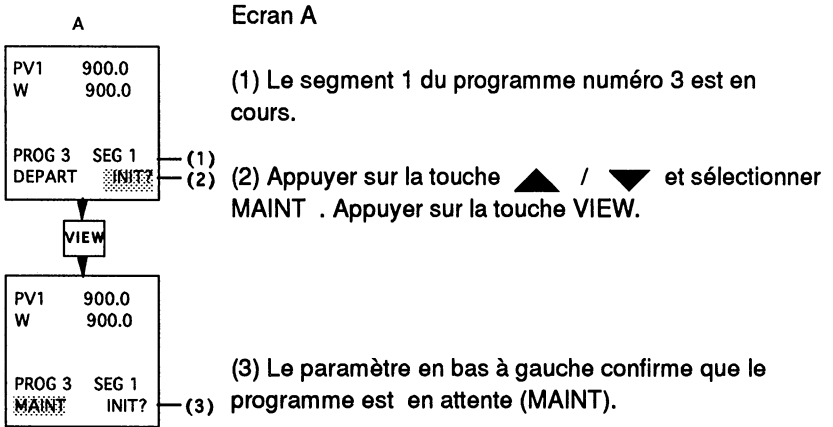 A
Ecran A
PV1 900.0
W 900.0
(1) Le segment 1 du programme numéro 3 est en
cours.
PROG 3 SEG 1 (1)
DEPART INIT? (2)
(2) Appuyer sur la touche ▲ / ▼ et sélectionner
MAINT . Appuyer sur la touche VIEW.
VIEW
PV1 900.0
W 900.0
PROG 3 SEG 1
MAINT INIT? (3)
(3) Le paramètre en bas à gauche confirme que le
programme est en attente (MAINT).